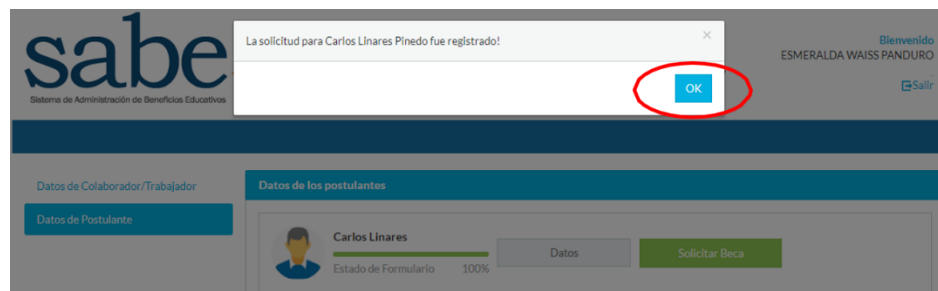 sabe
Sistema de Administración de Beneficios Educativos
La solicitud para Carlos Linares Pinedo fue registrado!
×
OK
Bienvenido
ESMERALDA WAISS PANDURO
Salir
Datos de Colaborador/Trabajador
Datos de Postulante
Datos de los postulantes
Carlos Linares
Estado de Formulario 100%
Datos
Solicitar Beca